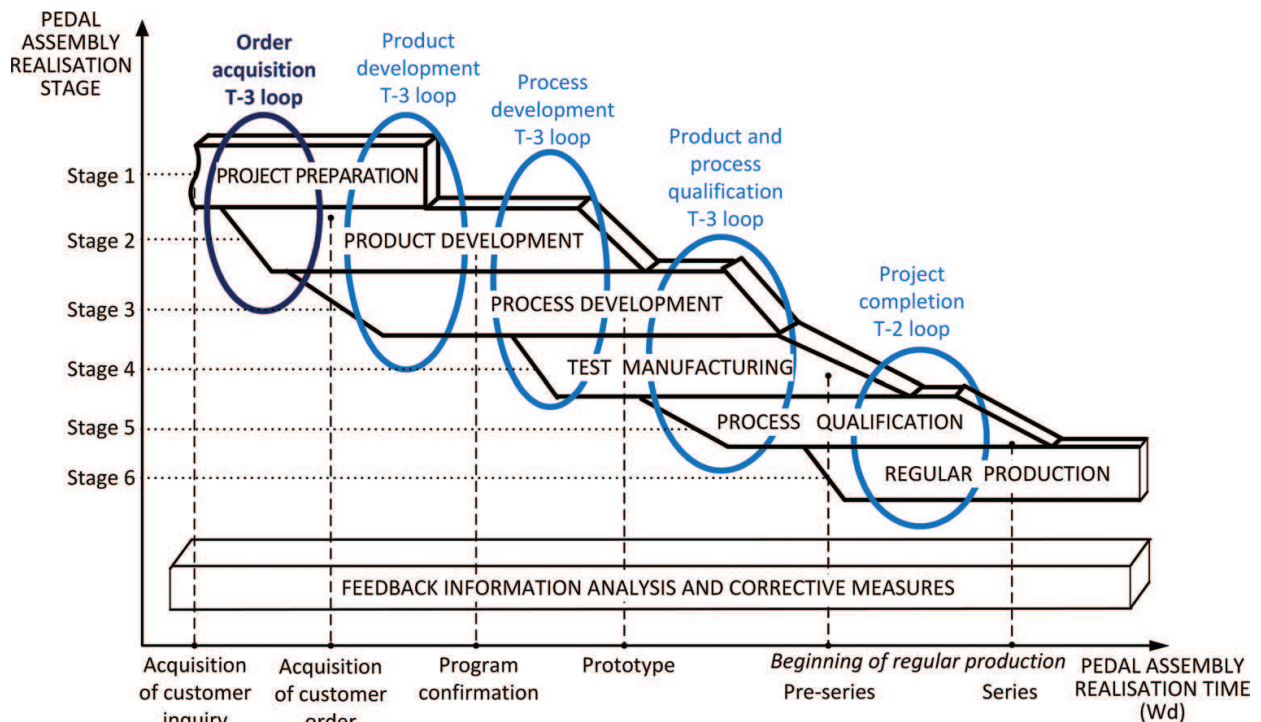 PEDAL
ASSEMBLY
REALISATION
STAGE
Order
acquisition
T-3 loop
Product
development
T-3 loop
Process
development
T-3 loop
Product and
process
qualification
T-3 loop
Project
completion
T-2 loop
Stage 1
PROJECT PREPARATION
Stage 2
PRODUCT DEVELOPMENT
Stage 3
PROCESS DEVELOPMENT
Stage 4
TEST MANUFACTURING
Stage 5
PROCESS QUALIFICATION
Stage 6
REGULAR PRODUCTION
FEEDBACK INFORMATION ANALYSIS AND CORRECTIVE MEASURES
Acquisition
of customer
inquiry
Acquisition
of customer
order
Program
confirmation
Prototype
Beginning of regular production
Pre-series
Series
PEDAL ASSEMBLY
REALISATION TIME
(Wd)